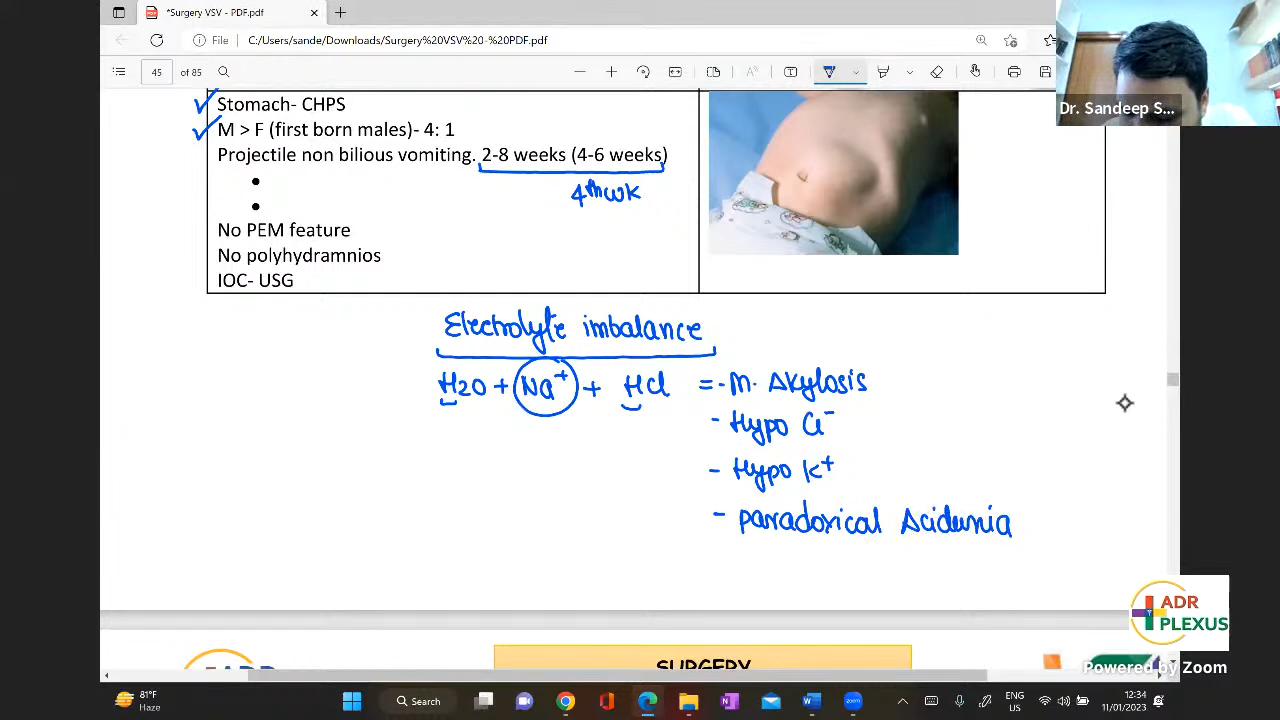 *Surgery VSV - PDF.pdf
File
C:/Users/sande/Downloads/Surgery%20VSV%20-%20PDF.pdf
45 of 85
Dr. Sandeep S...
Stomach- CHPS
M > F (first born males)- 4: 1
Projectile non bilious vomiting. 2-8 weeks (4-6 weeks)
4th wk
No PEM feature
No polyhydramnios
IOC- USG
Electrolyte imbalance
H2O + Na+ + HCl = - M. Akylosis
- Hypo Cl-
- Hypo K+
- paradoxical Aciduria
ADR
PLEXUS
SURGERY
Powered by Zoom
81°F
Haze
Search
ENG
US
12:34
11/01/2023